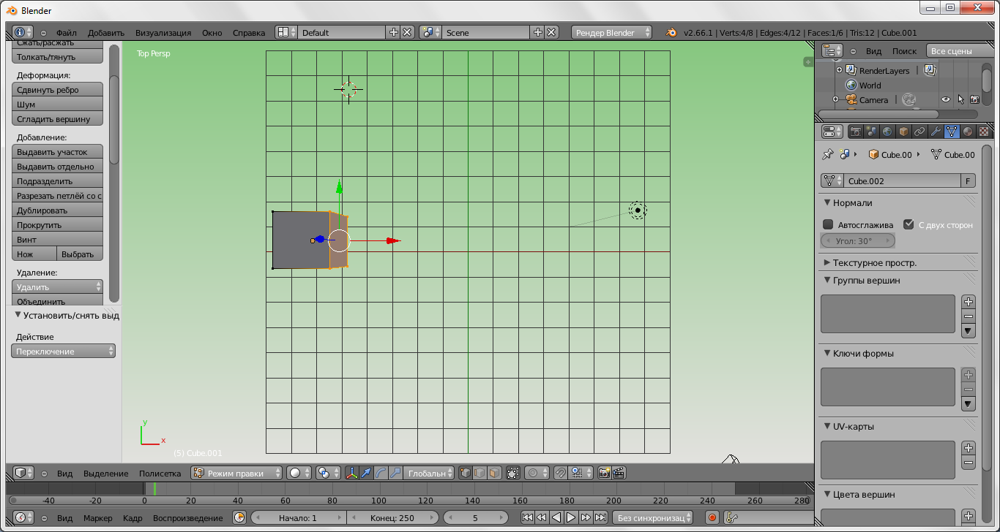 Blender
Файл Добавить Визуализация Окно Справка Default Scene Рендер Blender v2.66.1 | Verts:4/8 | Edges:4/12 | Faces:1/6 | Tris:12 | Cube.001
Сжать/расжать
Толкать/тянуть
Деформация:
Сдвинуть ребро
Шум
Сгладить вершину
Добавление:
Выдавить участок
Выдавить отдельно
Подразделить
Разрезать петлёй со с
Дублировать
Прокрутить
Винт
Нож Выбрать
Удаление:
Удалить
Объединить
Установить/снять выд
Действие
Переключение
Top Persp
y
x
(5) Cube.001
Вид Поиск Все сцены
RenderLayers |
World
Camera |
Cube.00 Cube.00
Cube.002 F
Нормали
Автосглажива С двух сторон
Угол: 30°
Текстурное простр.
Группы вершин
Ключи формы
UV-карты
Цвета вершин
Вид Выделение Полисетка Режим правки Глобальн
-40 -20 0 20 40 60 80 100 120 140 160 180 200 220 240 260 280
Вид Маркер Кадр Воспроизведение Начало: 1 Конец: 250 5 Без синхронизац